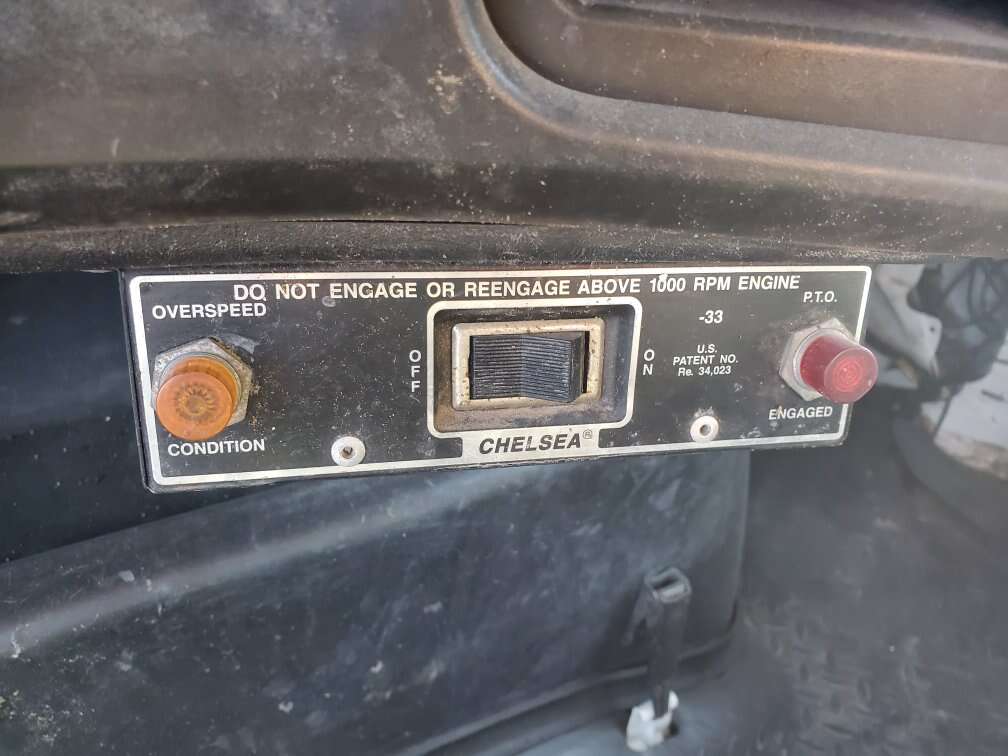 DO NOT ENGAGE OR REENGAGE ABOVE 1000 RPM ENGINE
OVERSPEED
CONDITION
OFF
CHELSEA®
ON
-33
U.S.
PATENT NO.
Re. 34,023
P.T.O.
ENGAGED